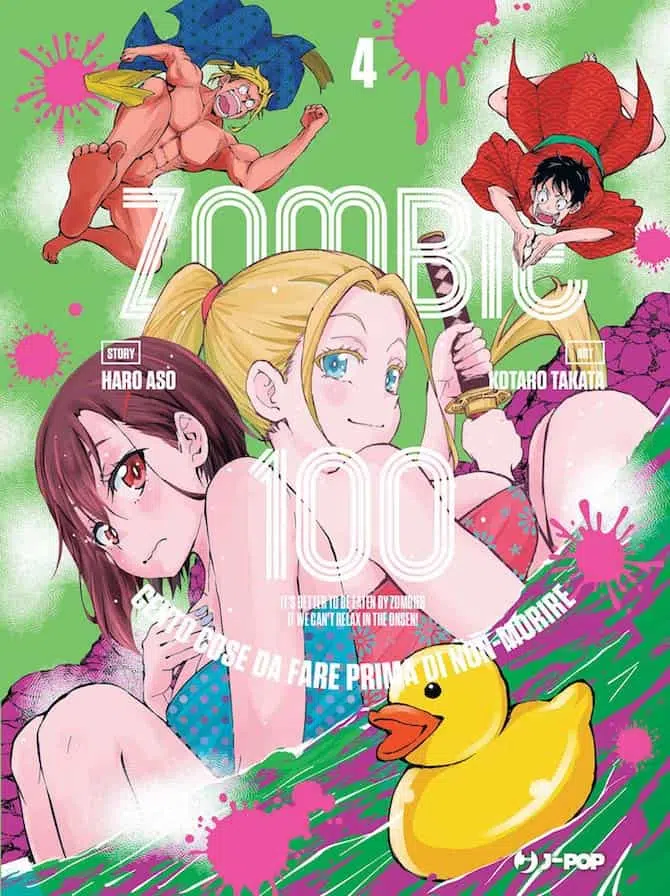 4
ZOMBIE
STORY
HARO ASO
ART
KOTARO TAKATA
100
IT'S BETTER TO BE EATEN BY ZOMBIES
IF WE CAN'T RELAX IN THE ONSEN!
CENTO COSE DA FARE PRIMA DI NON-MORIRE
J-POP